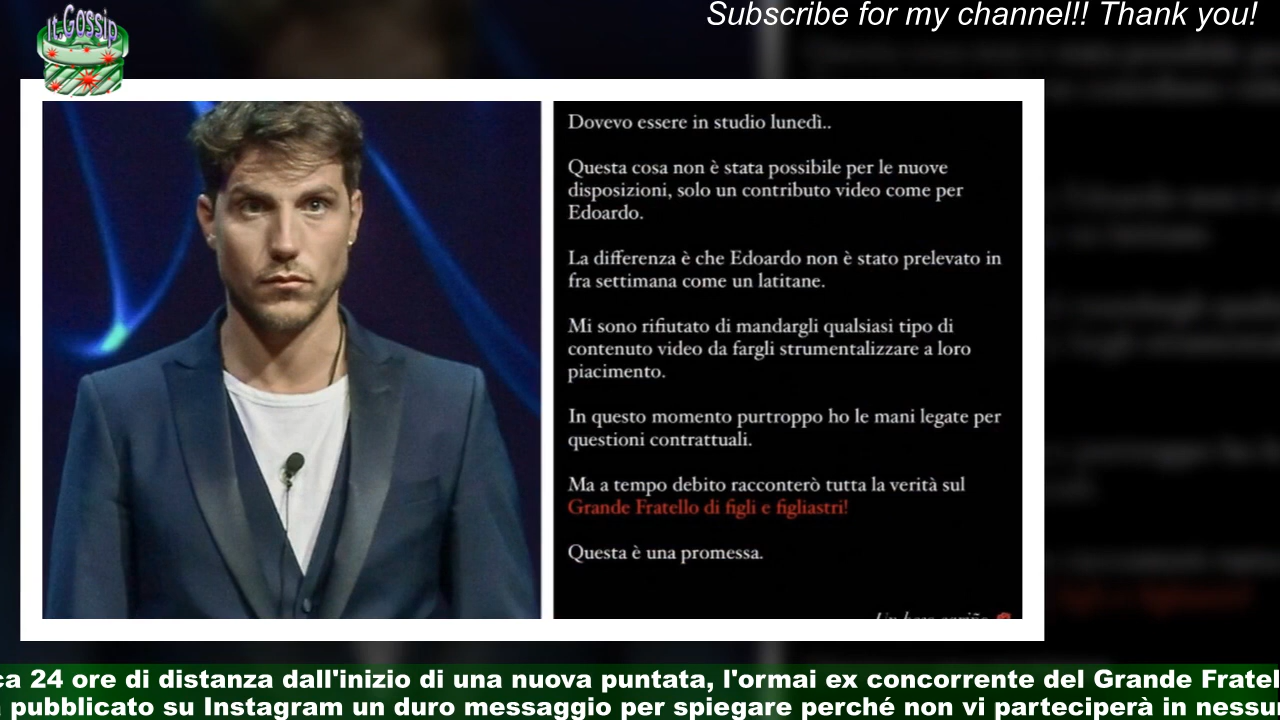 It.Gossip
Subscribe for my channel!! Thank you!
Dovevo essere in studio lunedì..
Questa cosa non è stata possibile per le nuove
disposizioni, solo un contributo video come per
Edoardo.
La differenza è che Edoardo non è stato prelevato in
fra settimana come un latitane.
Mi sono rifiutato di mandargli qualsiasi tipo di
contenuto video da fargli strumentalizzare a loro
piacimento.
In questo momento purtroppo ho le mani legate per
questioni contrattuali.
Ma a tempo debito racconterò tutta la verità sul
Grande Fratello di figli e figliastri!
Questa è una promessa.
ca 24 ore di distanza dall'inizio di una nuova puntata, l'ormai ex concorrente del Grande Fratel
pubblicato su Instagram un duro messaggio per spiegare perché non vi parteciperà in nessu